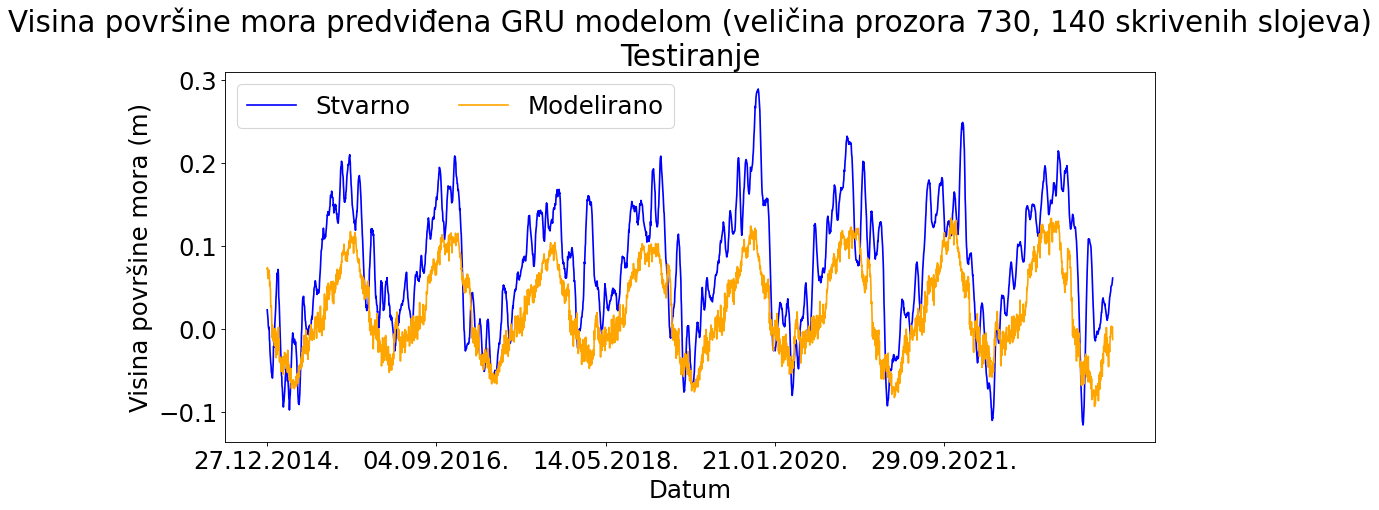 Visina površine mora predviđena GRU modelom (veličina prozora 730, 140 skrivenih slojeva)
Testiranje
Stvarno
Modelirano
Visina površine mora (m)
0.3
0.2
0.1
0.0
−0.1
27.12.2014.
04.09.2016.
14.05.2018.
21.01.2020.
29.09.2021.
Datum